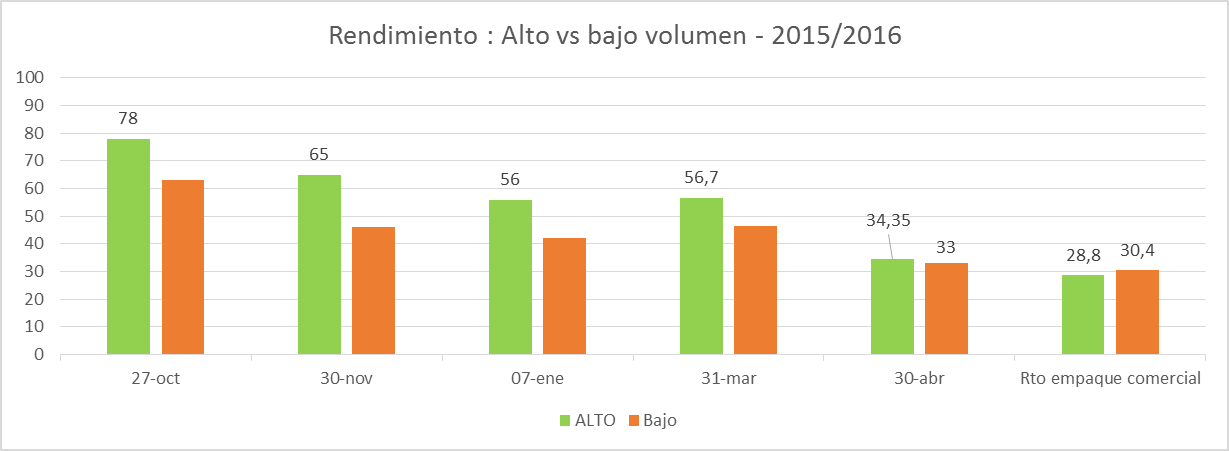 Rendimiento : Alto vs bajo volumen - 2015/2016
100
90
80
70
60
50
40
30
20
10
0
78
65
56
56,7
34,35
33
28,8
30,4
27-oct
30-nov
07-ene
31-mar
30-abr
Rto empaque comercial
ALTO
Bajo